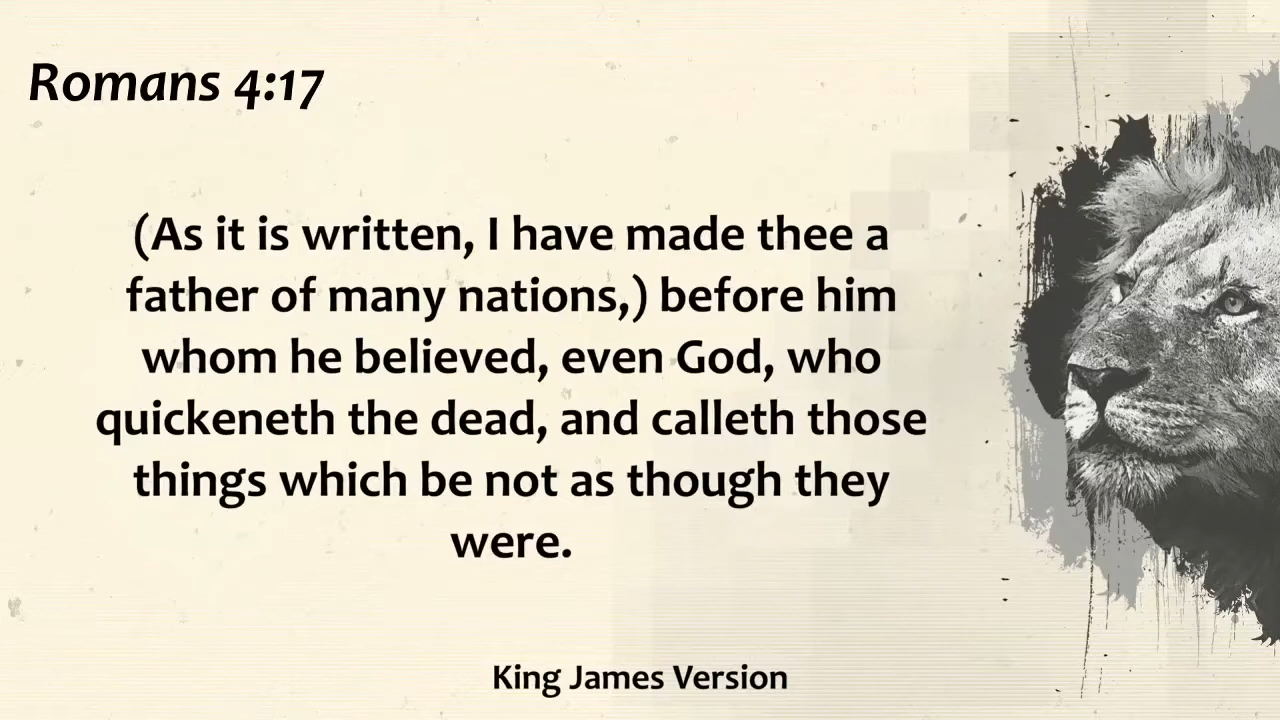 Romans 4:17
(As it is written, I have made thee a
father of many nations,) before him
whom he believed, even God, who
quickeneth the dead, and calleth those
things which be not as though they
were.
King James Version